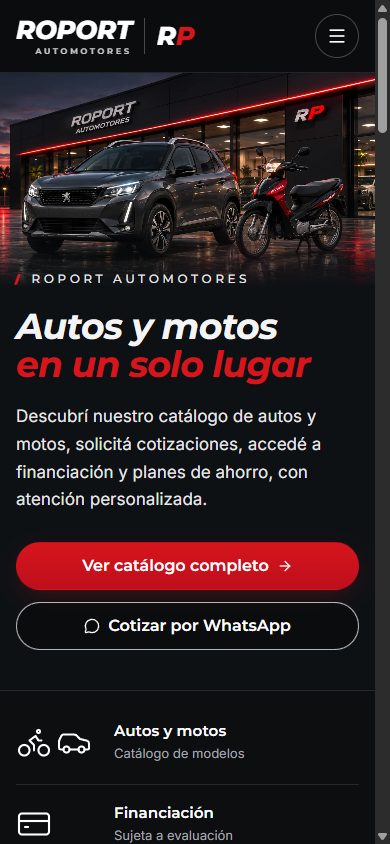 ROPORT
AUTOMOTORES
RP
ROPORT
AUTOMOTORES
RP
/ ROPORT AUTOMOTORES
Autos y motos
en un solo lugar
Descubrí nuestro catálogo de autos y
motos, solicitá cotizaciones, accedé a
financiación y planes de ahorro, con
atención personalizada.
Ver catálogo completo →
Cotizar por WhatsApp
Autos y motos
Catálogo de modelos
Financiación
Sujeta a evaluación